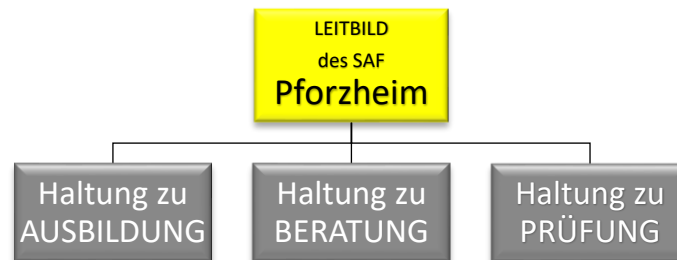 LEITBILD
des SAF
Pforzheim
Haltung zu
AUSBILDUNG
Haltung zu
BERATUNG
Haltung zu
PRÜFUNG